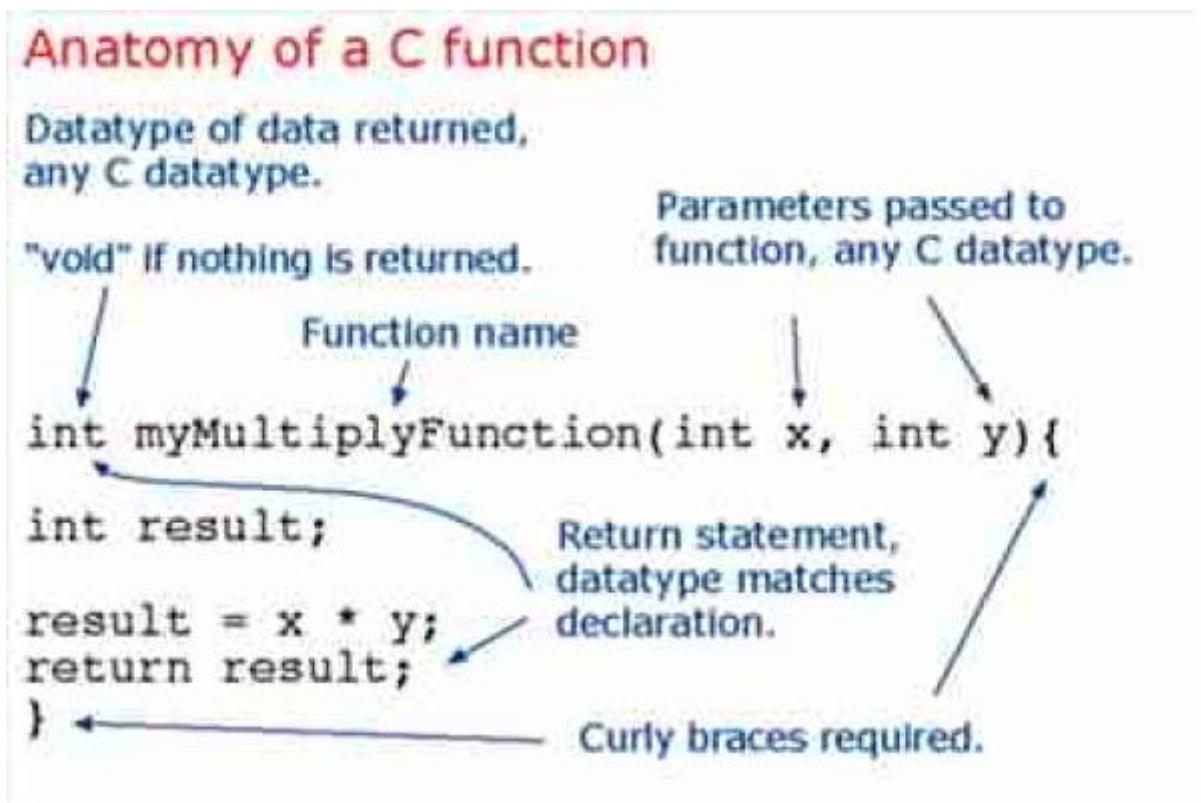 Anatomy of a C function
Datatype of data returned,
any C datatype.
"void" if nothing is returned.
Parameters passed to
function, any C datatype.
Function name
int myMultiplyFunction(int x, int y){
int result;
Return statement,
datatype matches
declaration.
result = x * y;
return result;
}
Curly braces required.